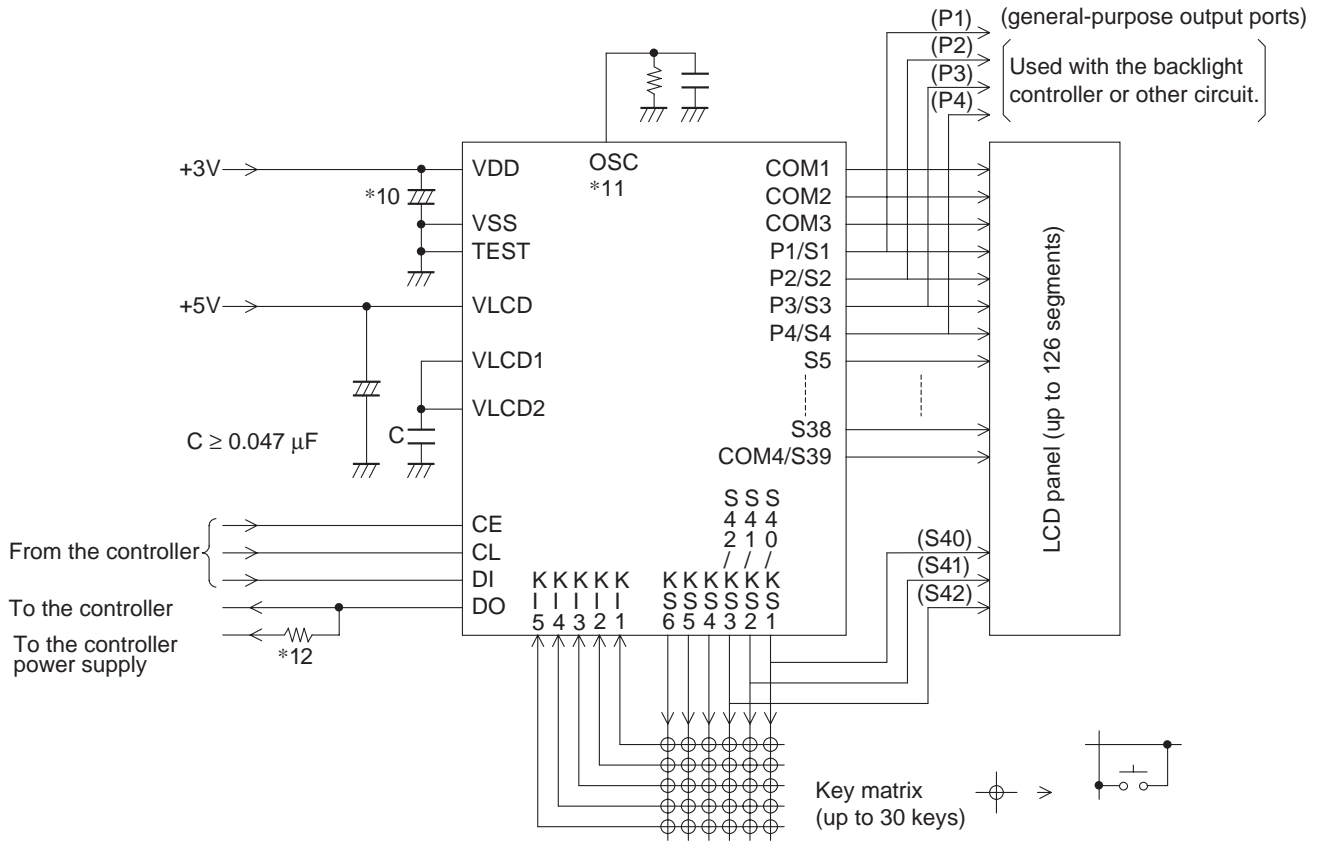 (P1) (general-purpose output ports)
(P2)
(P3)
(P4)
Used with the backlight
controller or other circuit.
+3V
VDD
OSC
*11
*10
VSS
TEST
+5V
VLCD
VLCD1
VLCD2
C ≥ 0.047 μF
C
COM1
COM2
COM3
P1/S1
P2/S2
P3/S3
P4/S4
S5
S38
COM4/S39
LCD panel (up to 126 segments)
From the controller
CE
CL
DI
To the controller
DO
To the controller
power supply
*12
KI5 KI4 KI3 KI2 KI1
KS6 KS5 KS4 S42/KS3 S41/KS2 S40/KS1
(S40)
(S41)
(S42)
Key matrix
(up to 30 keys)